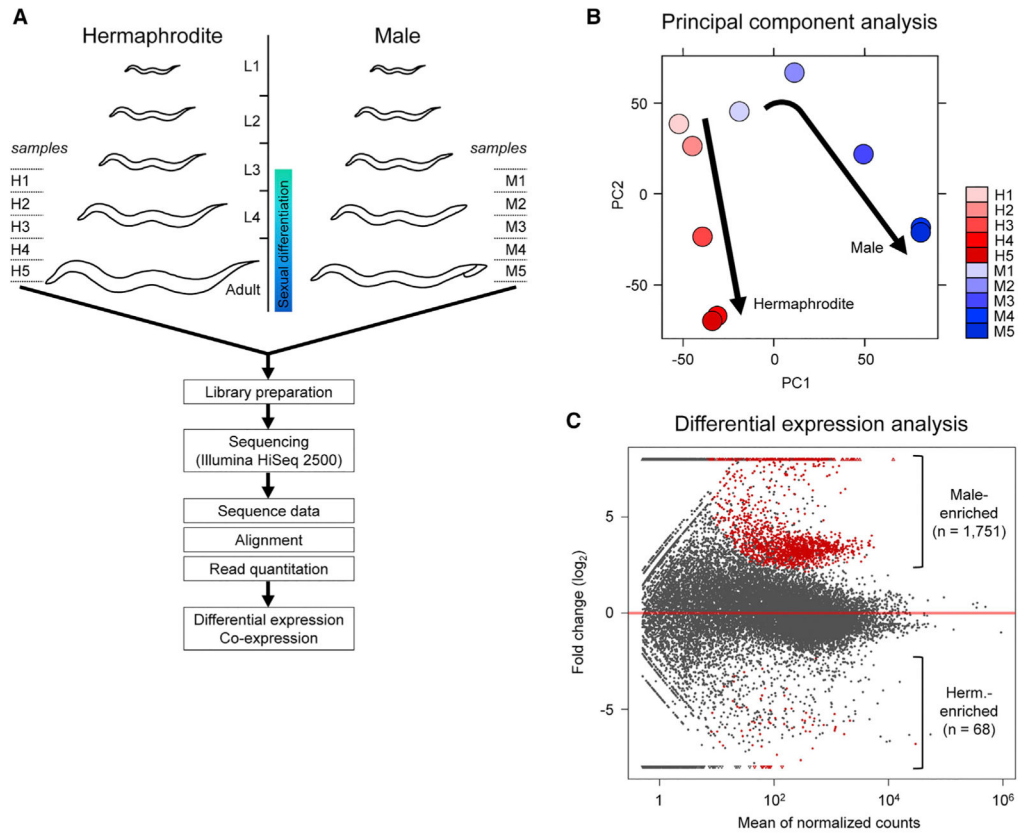 A
Hermaphrodite
Male
L1
L2
samples
L3
samples
H1
M1
H2
L4
M2
H3
M3
H4
M4
H5
Adult
M5
Sexual differentiation
Library preparation
Sequencing
(Illumina HiSeq 2500)
Sequence data
Alignment
Read quantitation
Differential expression
Co-expression
B
Principal component analysis
PC2
50
0
-50
-50
0
50
PC1
Male
Hermaphrodite
H1
H2
H3
H4
H5
M1
M2
M3
M4
M5
C
Differential expression analysis
Fold change (log2)
5
0
-5
Male-
enriched
(n = 1,751)
Herm.-
enriched
(n = 68)
1
10²
10⁴
10⁶
Mean of normalized counts